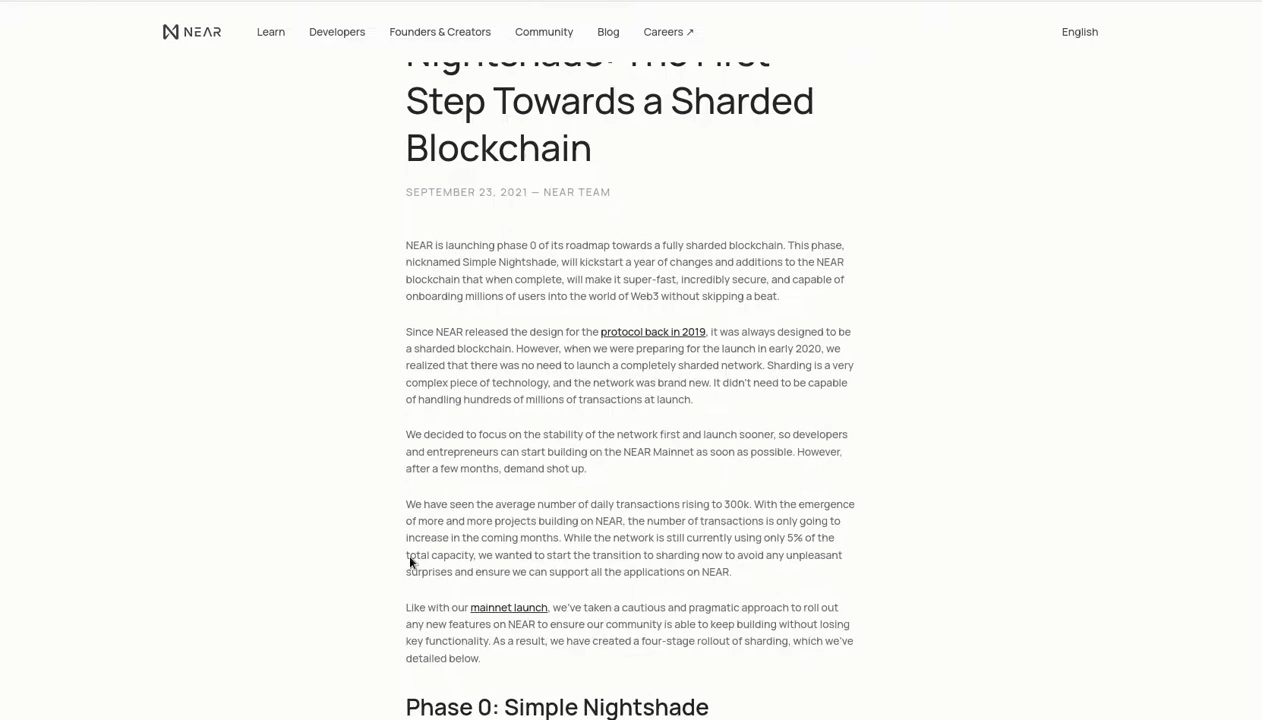 NEAR
Learn
Developers
Founders & Creators
Community
Blog
Careers ↗
English
Nightshade: The First
Step Towards a Sharded
Blockchain
SEPTEMBER 23, 2021 — NEAR TEAM
NEAR is launching phase 0 of its roadmap towards a fully sharded blockchain. This phase,
nicknamed Simple Nightshade, will kickstart a year of changes and additions to the NEAR
blockchain that when complete, will make it super-fast, incredibly secure, and capable of
onboarding millions of users into the world of Web3 without skipping a beat.
Since NEAR released the design for the protocol back in 2019, it was always designed to be
a sharded blockchain. However, when we were preparing for the launch in early 2020, we
realized that there was no need to launch a completely sharded network. Sharding is a very
complex piece of technology, and the network was brand new. It didn't need to be capable
of handling hundreds of millions of transactions at launch.
We decided to focus on the stability of the network first and launch sooner, so developers
and entrepreneurs can start building on the NEAR Mainnet as soon as possible. However,
after a few months, demand shot up.
We have seen the average number of daily transactions rising to 300k. With the emergence
of more and more projects building on NEAR, the number of transactions is only going to
increase in the coming months. While the network is still currently using only 5% of the
total capacity, we wanted to start the transition to sharding now to avoid any unpleasant
surprises and ensure we can support all the applications on NEAR.
Like with our mainnet launch, we've taken a cautious and pragmatic approach to roll out
any new features on NEAR to ensure our community is able to keep building without losing
key functionality. As a result, we have created a four-stage rollout of sharding, which we've
detailed below.
Phase 0: Simple Nightshade